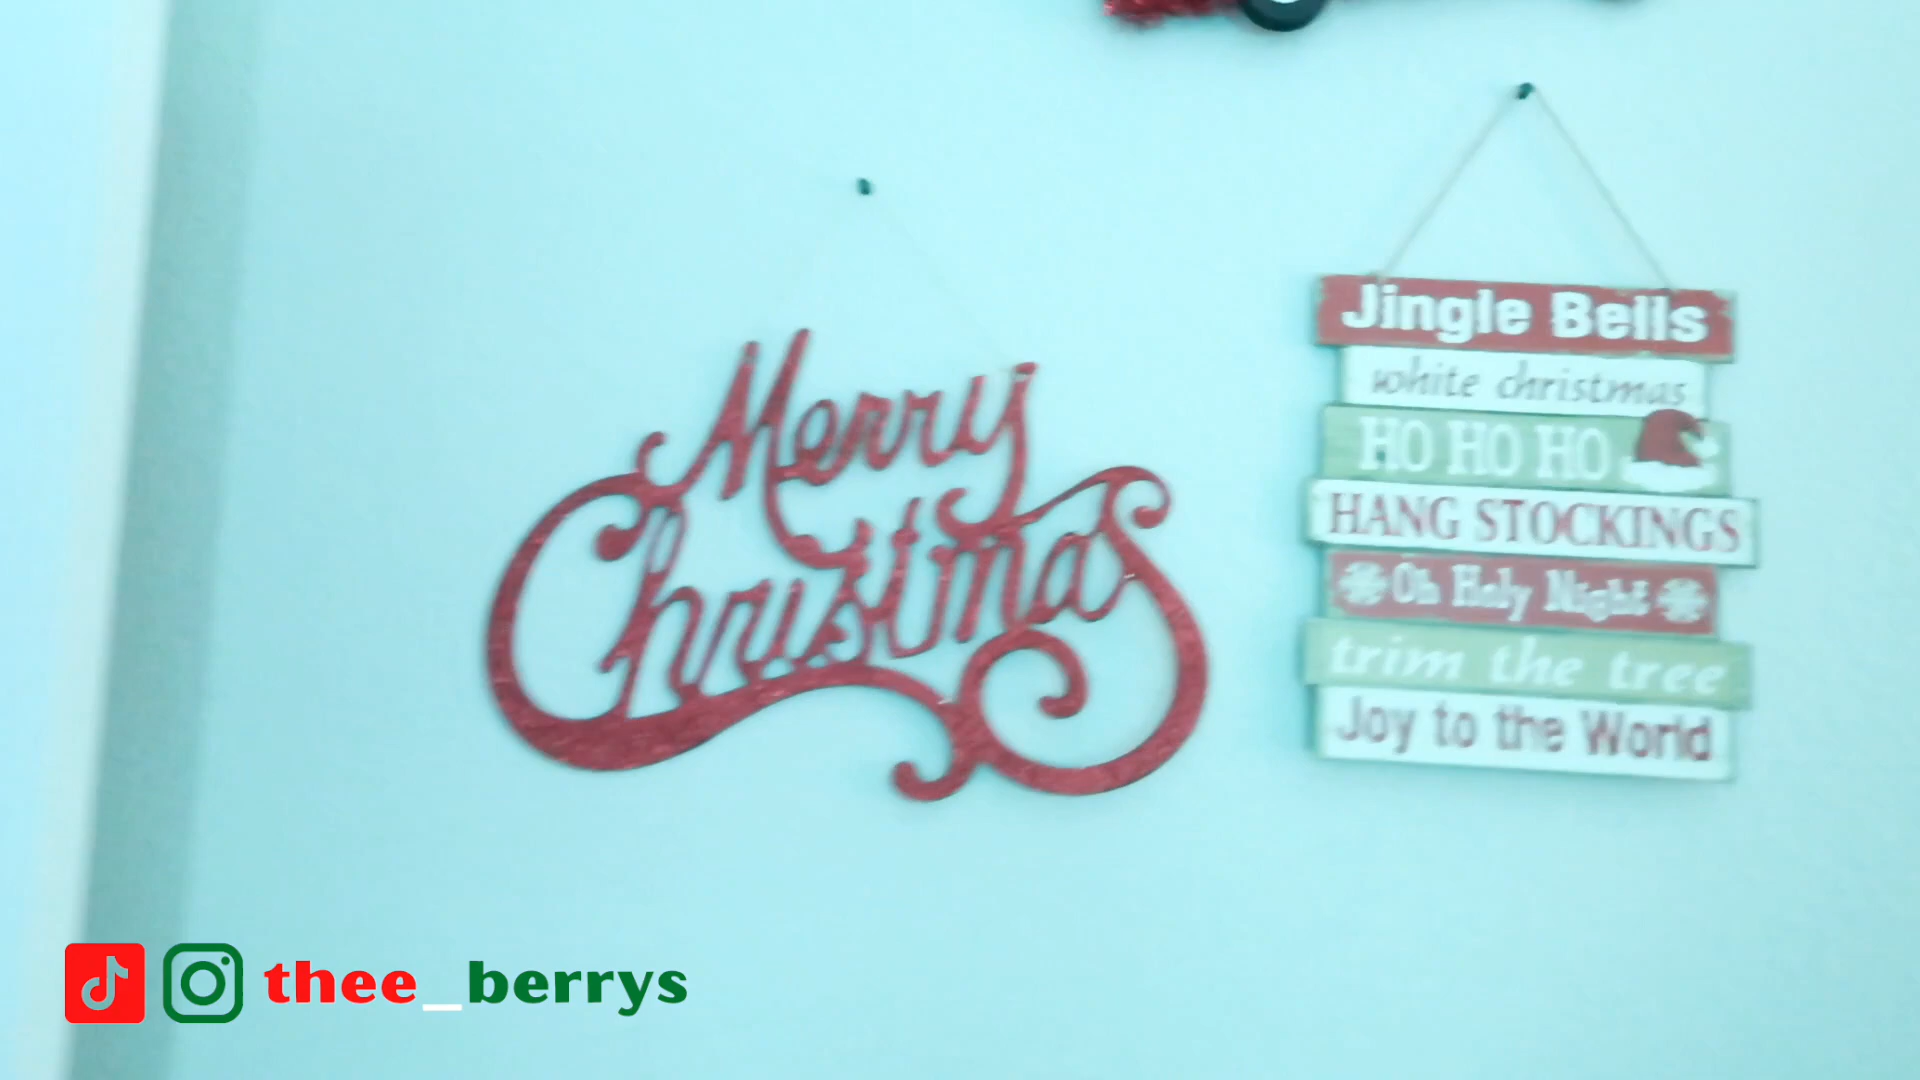 Merry
Christmas
Jingle Bells
white christmas
HO HO HO
HANG STOCKINGS
Oh Holy Night
trim the tree
Joy to the World
thee_berrys